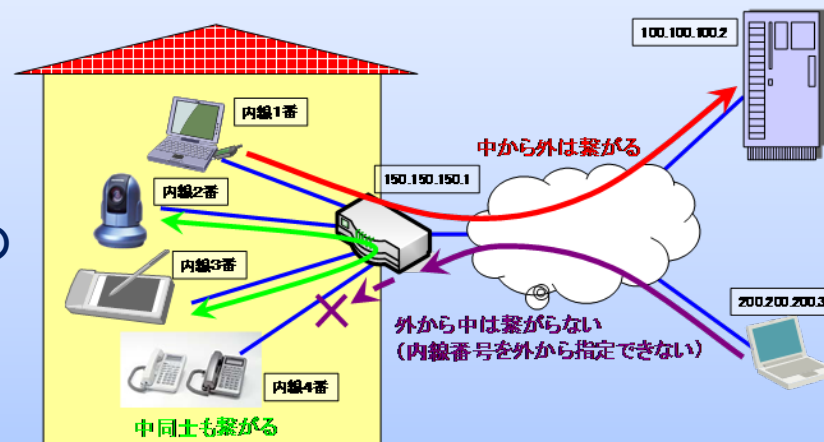 100.100.100.2
内線1番
中から外は繋がる
150.150.150.1
内線2番
内線3番
200.200.200.3
外から中は繋がらない
(内線番号を外から指定できない)
内線4番
中同士も繋がる